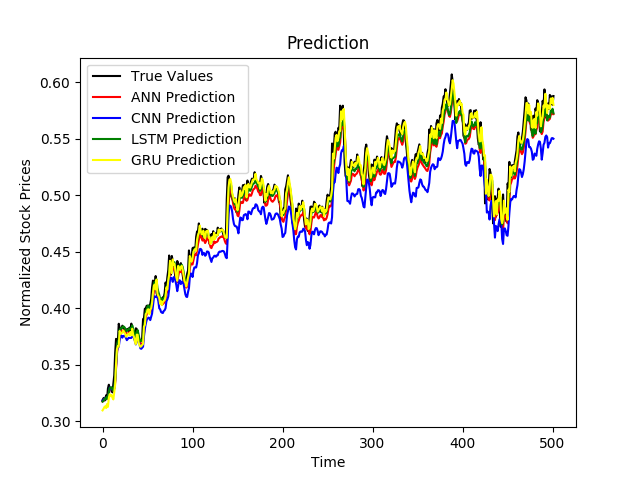 Prediction
True Values
ANN Prediction
CNN Prediction
LSTM Prediction
GRU Prediction
Normalized Stock Prices
0.60
0.55
0.50
0.45
0.40
0.35
0.30
0
100
200
300
400
500
Time